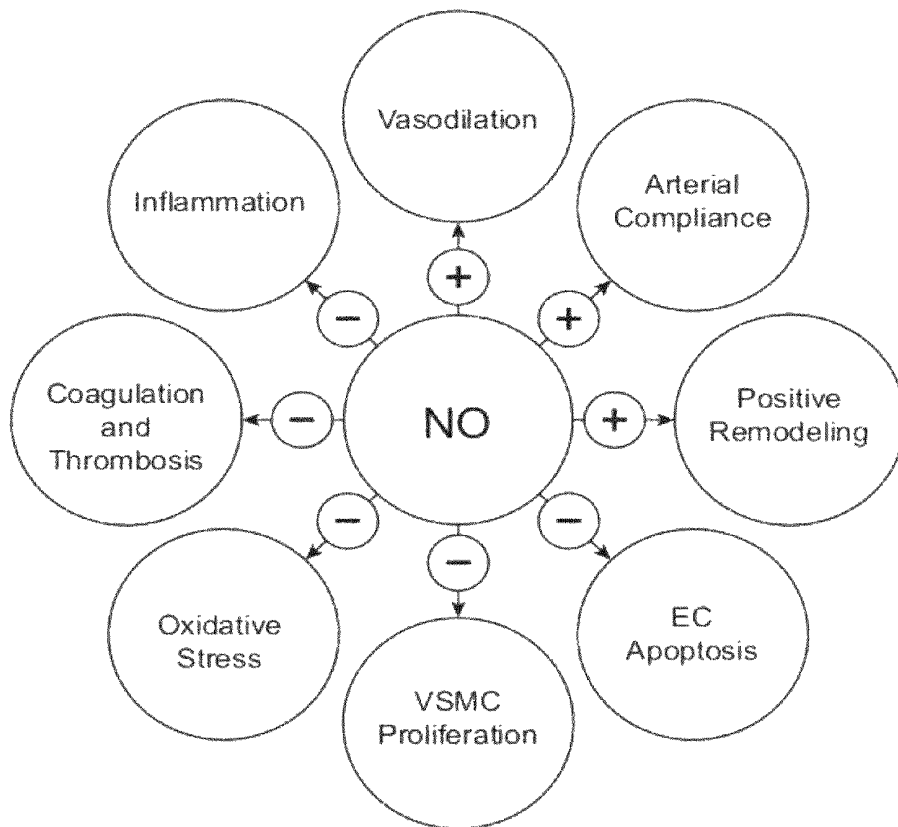 Vasodilation
+
Arterial
Compliance
+
Positive
Remodeling
+
EC
Apoptosis
−
VSMC
Proliferation
−
Oxidative
Stress
−
Coagulation
and
Thrombosis
−
Inflammation
−
NO